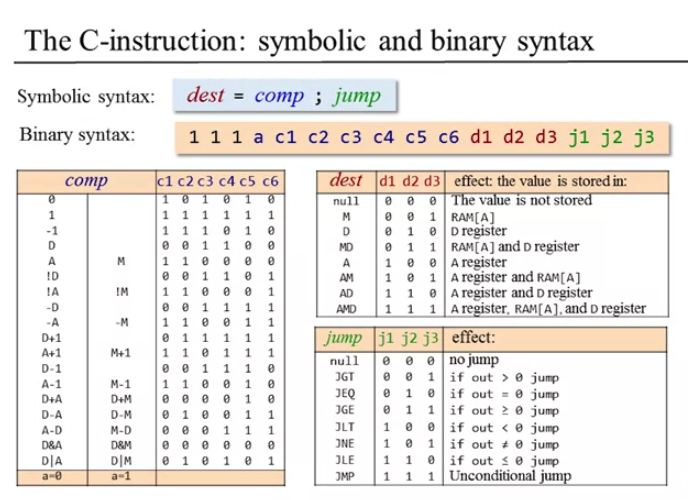 The C-instruction: symbolic and binary syntax
Symbolic syntax: dest = comp ; jump
Binary syntax: 1 1 1 a c1 c2 c3 c4 c5 c6 d1 d2 d3 j1 j2 j3
comp c1 c2 c3 c4 c5 c6
0 1 0 1 0 1 0
1 1 1 1 1 1 1
-1 1 1 1 0 1 0
D 0 0 1 1 0 0
A M 1 1 0 0 0 0
!D 0 0 1 1 0 1
!A !M 1 1 0 0 0 1
-D 0 0 1 1 1 1
-A -M 1 1 0 0 1 1
D+1 0 1 1 1 1 1
A+1 M+1 1 1 0 1 1 1
D-1 0 0 1 1 1 0
A-1 M-1 1 1 0 0 1 0
D+A D+M 0 0 0 0 1 0
D-A D-M 0 1 0 0 1 1
A-D M-D 0 0 0 1 1 1
D&A D&M 0 0 0 0 0 0
D|A D|M 0 1 0 1 0 1
a=0 a=1
dest d1 d2 d3 effect: the value is stored in:
null 0 0 0 The value is not stored
M 0 0 1 RAM[A]
D 0 1 0 D register
MD 0 1 1 RAM[A] and D register
A 1 0 0 A register
AM 1 0 1 A register and RAM[A]
AD 1 1 0 A register and D register
AMD 1 1 1 A register, RAM[A], and D register
jump j1 j2 j3 effect:
null 0 0 0 no jump
JGT 0 0 1 if out > 0 jump
JEQ 0 1 0 if out = 0 jump
JGE 0 1 1 if out ≥ 0 jump
JLT 1 0 0 if out < 0 jump
JNE 1 0 1 if out ≠ 0 jump
JLE 1 1 0 if out ≤ 0 jump
JMP 1 1 1 Unconditional jump